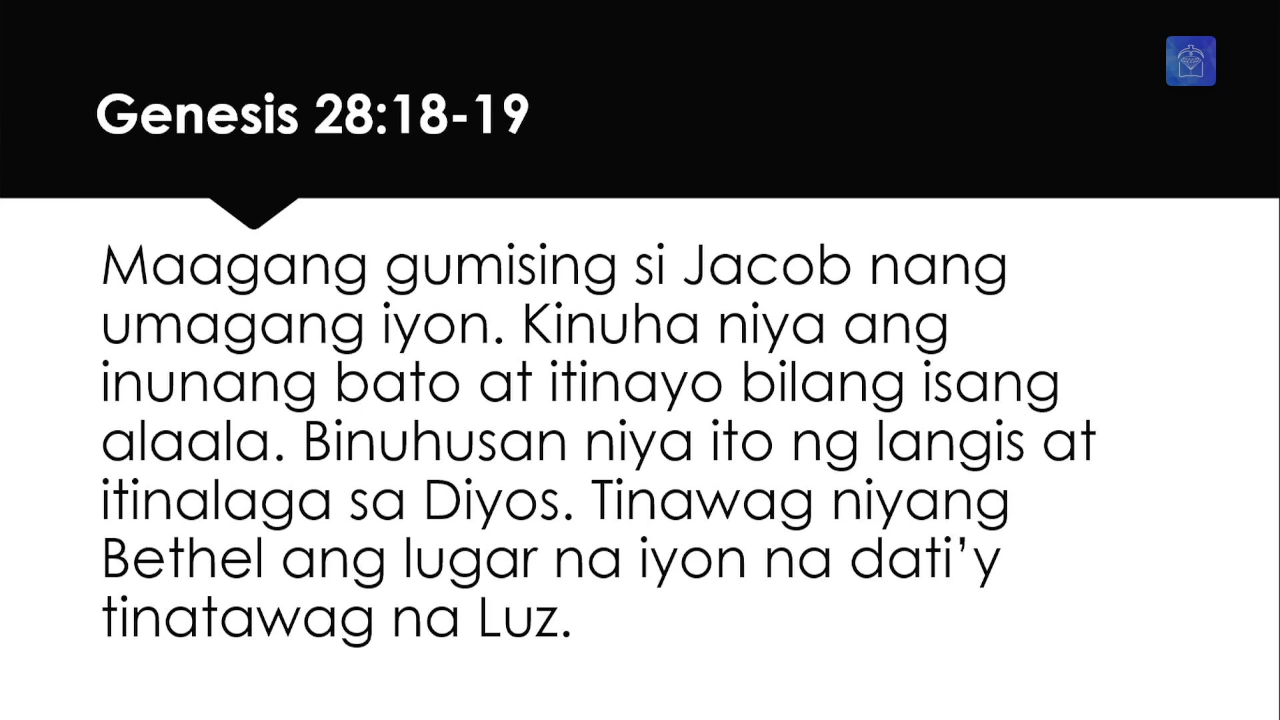 Genesis 28:18-19
Maagang gumising si Jacob nang
umagang iyon. Kinuha niya ang
inunang bato at itinayo bilang isang
alaala. Binuhusan niya ito ng langis at
itinalaga sa Diyos. Tinawag niyang
Bethel ang lugar na iyon na dati’y
tinatawag na Luz.